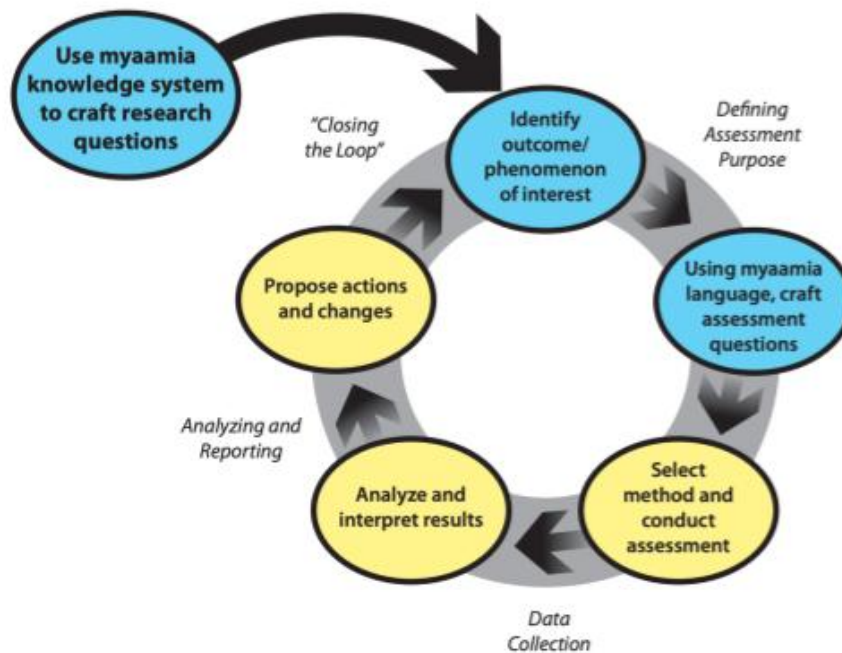 Use myaamia
knowledge system
to craft research
questions
"Closing
the Loop"
Identify
outcome/
phenomenon
of interest
Defining
Assessment
Purpose
Using myaamia
language, craft
assessment
questions
Select
method and
conduct
assessment
Data
Collection
Analyze and
interpret results
Analyzing and
Reporting
Propose actions
and changes